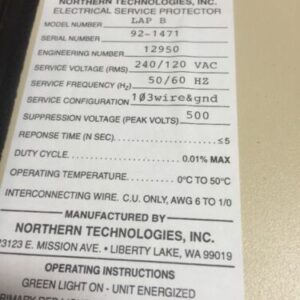 NORTHERN TECHNOLOGIES, INC.
ELECTRICAL SERVICE PROTECTOR
MODEL NUMBER LAP B
SERIAL NUMBER 92-1471
ENGINEERING NUMBER 12950
SERVICE VOLTAGE (RMS) 240/120 VAC
SERVICE FREQUENCY (Hz) 50/60 HZ
SERVICE CONFIGURATION 1Ø3wire&gnd
SUPPRESSION VOLTAGE (PEAK VOLTS) 500
REPONSE TIME (N SEC) ≤5
DUTY CYCLE 0.01% MAX
OPERATING TEMPERATURE 0°C TO 50°C
INTERCONNECTING WIRE. C.U. ONLY, AWG 6 TO 1/0
MANUFACTURED BY
NORTHERN TECHNOLOGIES, INC.
23123 E. MISSION AVE. • LIBERTY LAKE, WA 99019
OPERATING INSTRUCTIONS
GREEN LIGHT ON - UNIT ENERGIZED